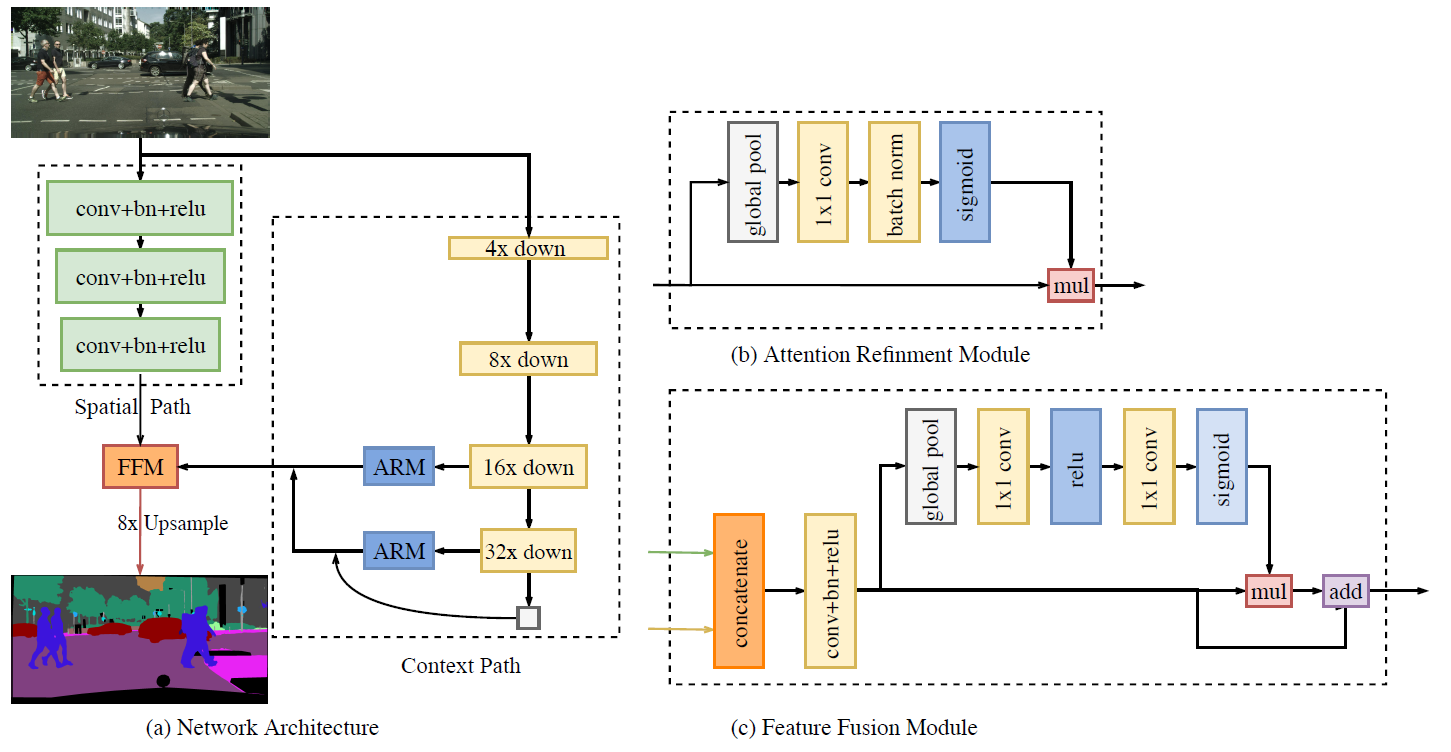 conv+bn+relu
conv+bn+relu
conv+bn+relu
Spatial Path
FFM
8x Upsample
4x down
8x down
ARM
16x down
ARM
32x down
Context Path
(a) Network Architecture
global pool
1x1 conv
batch norm
sigmoid
mul
(b) Attention Refinment Module
concatenate
conv+bn+relu
global pool
1x1 conv
relu
1x1 conv
sigmoid
mul
add
(c) Feature Fusion Module